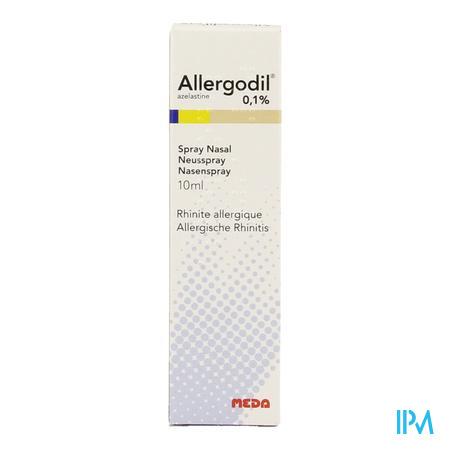 Allergodil®
azelastine
0,1%
Spray Nasal
Neusspray
Nasenspray
10ml
Rhinite allergique
Allergische Rhinitis
MEDA
IPM